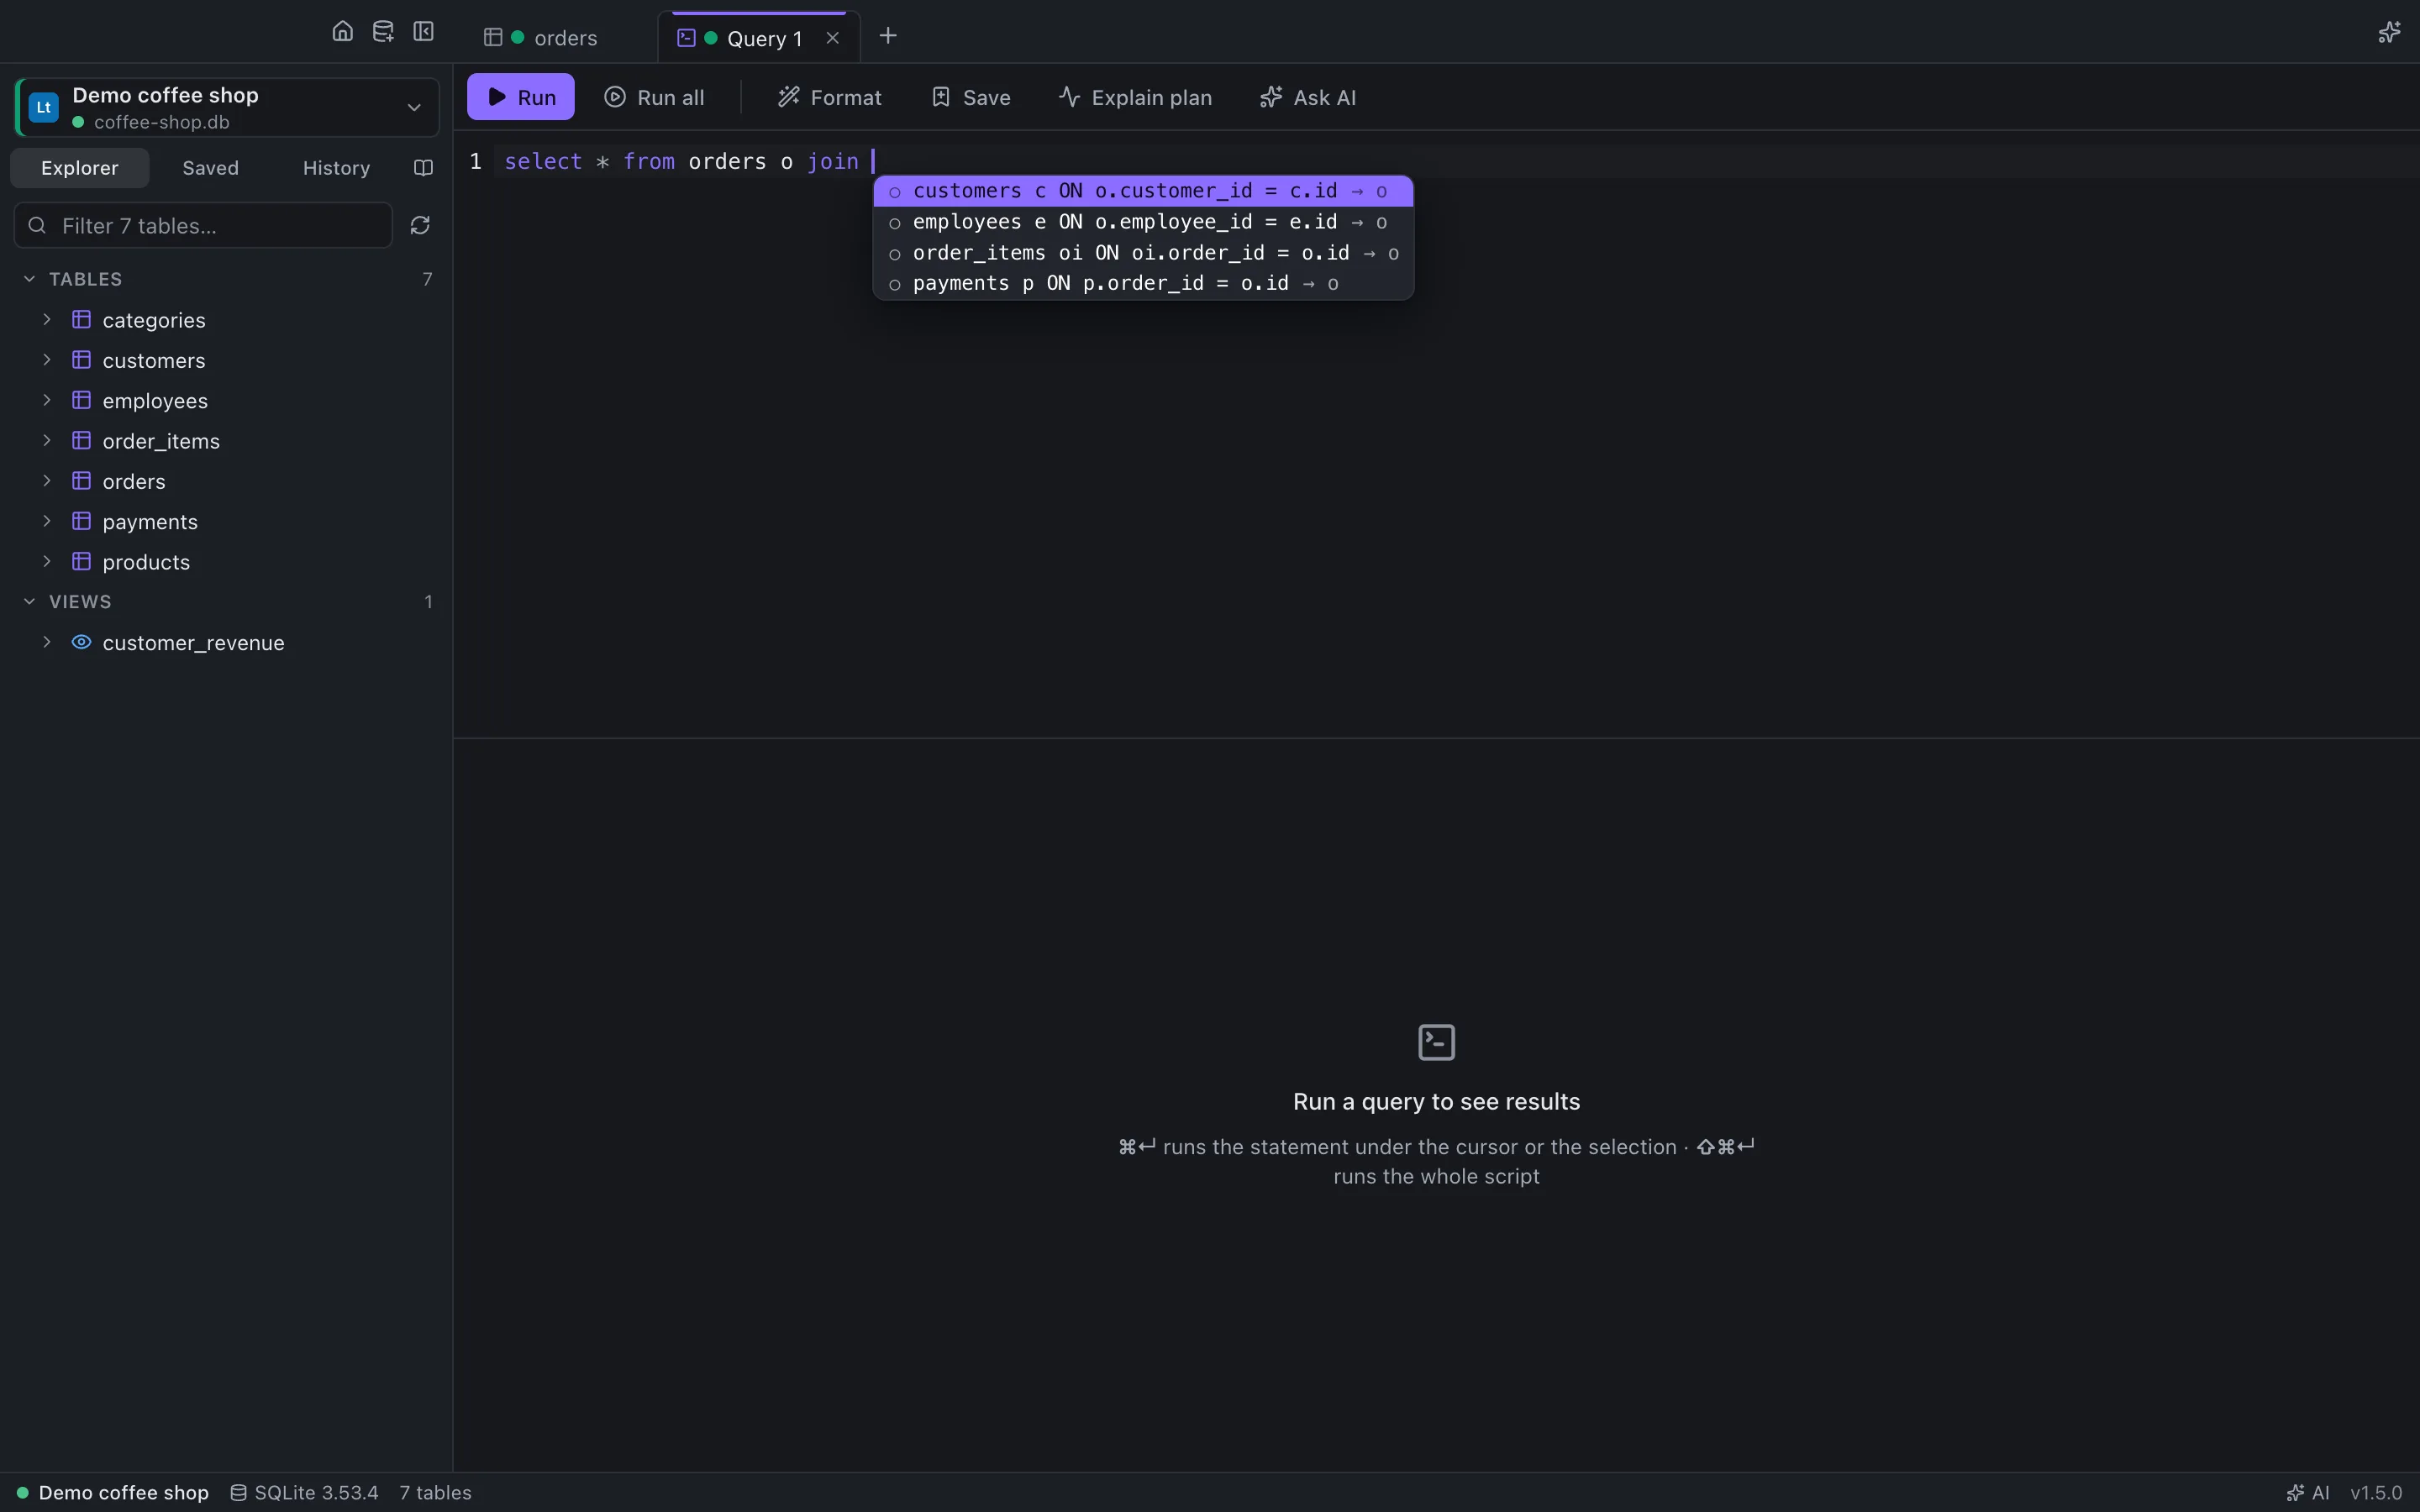 orders
Query 1
Lt
Demo coffee shop
coffee-shop.db
Run
Run all
Format
Save
Explain plan
Ask AI
Explorer
Saved
History
Filter 7 tables...
TABLES 7
categories
customers
employees
order_items
orders
payments
products
VIEWS 1
customer_revenue
1 select * from orders o join
customers c ON o.customer_id = c.id → o
employees e ON o.employee_id = e.id → o
order_items oi ON oi.order_id = o.id → o
payments p ON p.order_id = o.id → o
Run a query to see results
⌘↵ runs the statement under the cursor or the selection · ⇧⌘↵
runs the whole script
Demo coffee shop
SQLite 3.53.4
7 tables
AI
v1.5.0